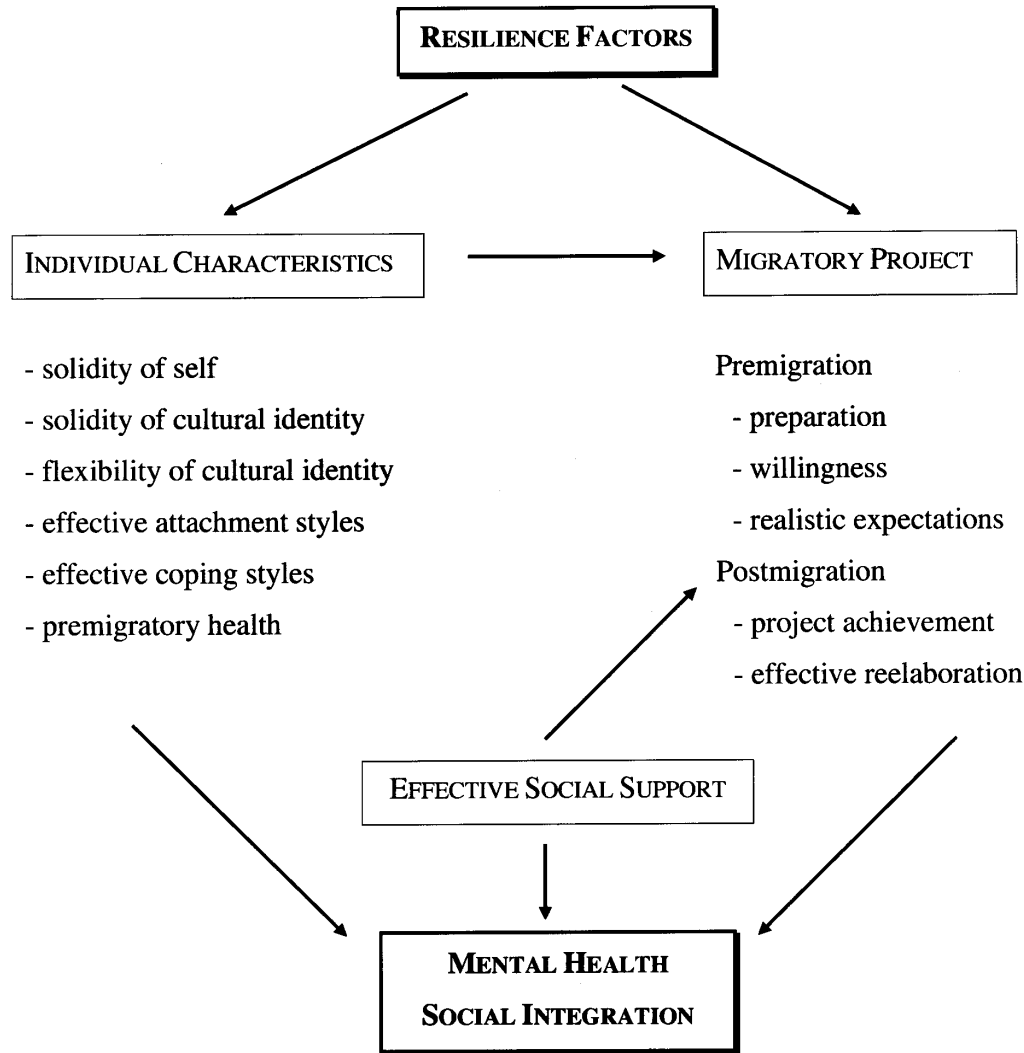 RESILIENCE FACTORS
INDIVIDUAL CHARACTERISTICS
- solidity of self
- solidity of cultural identity
- flexibility of cultural identity
- effective attachment styles
- effective coping styles
- premigratory health
MIGRATORY PROJECT
Premigration
- preparation
- willingness
- realistic expectations
Postmigration
- project achievement
- effective reelaboration
EFFECTIVE SOCIAL SUPPORT
MENTAL HEALTH
SOCIAL INTEGRATION